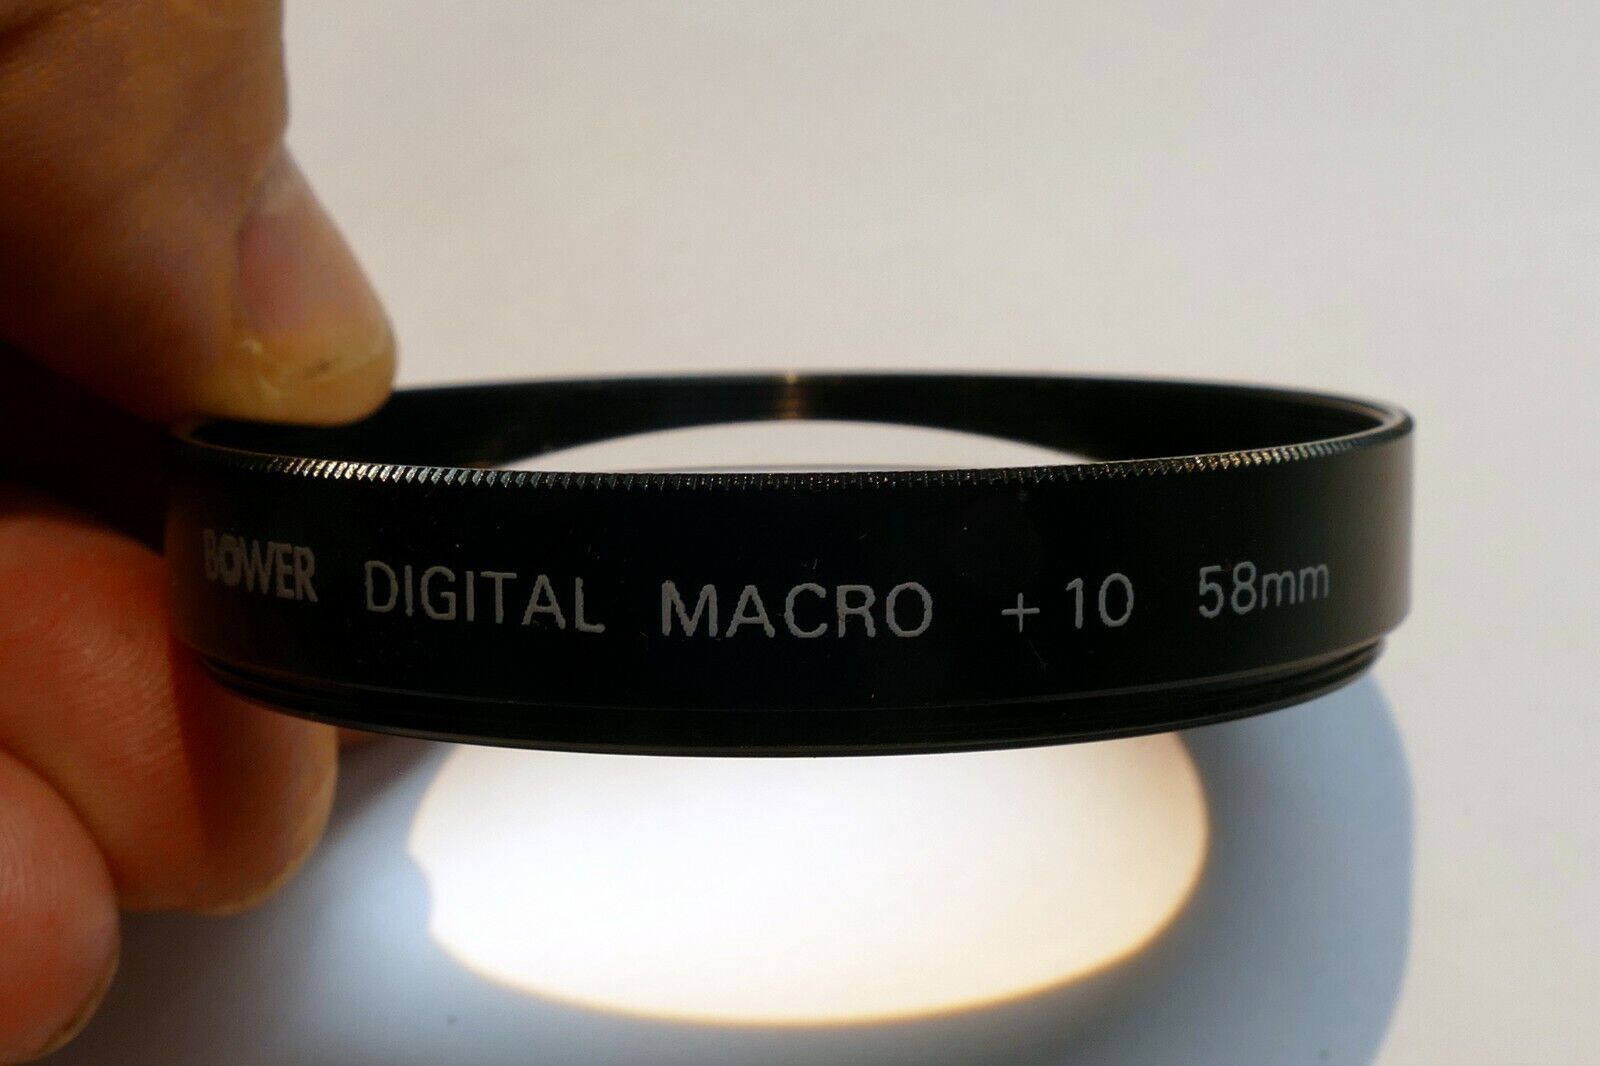 BOWER DIGITAL MACRO +10 58mm